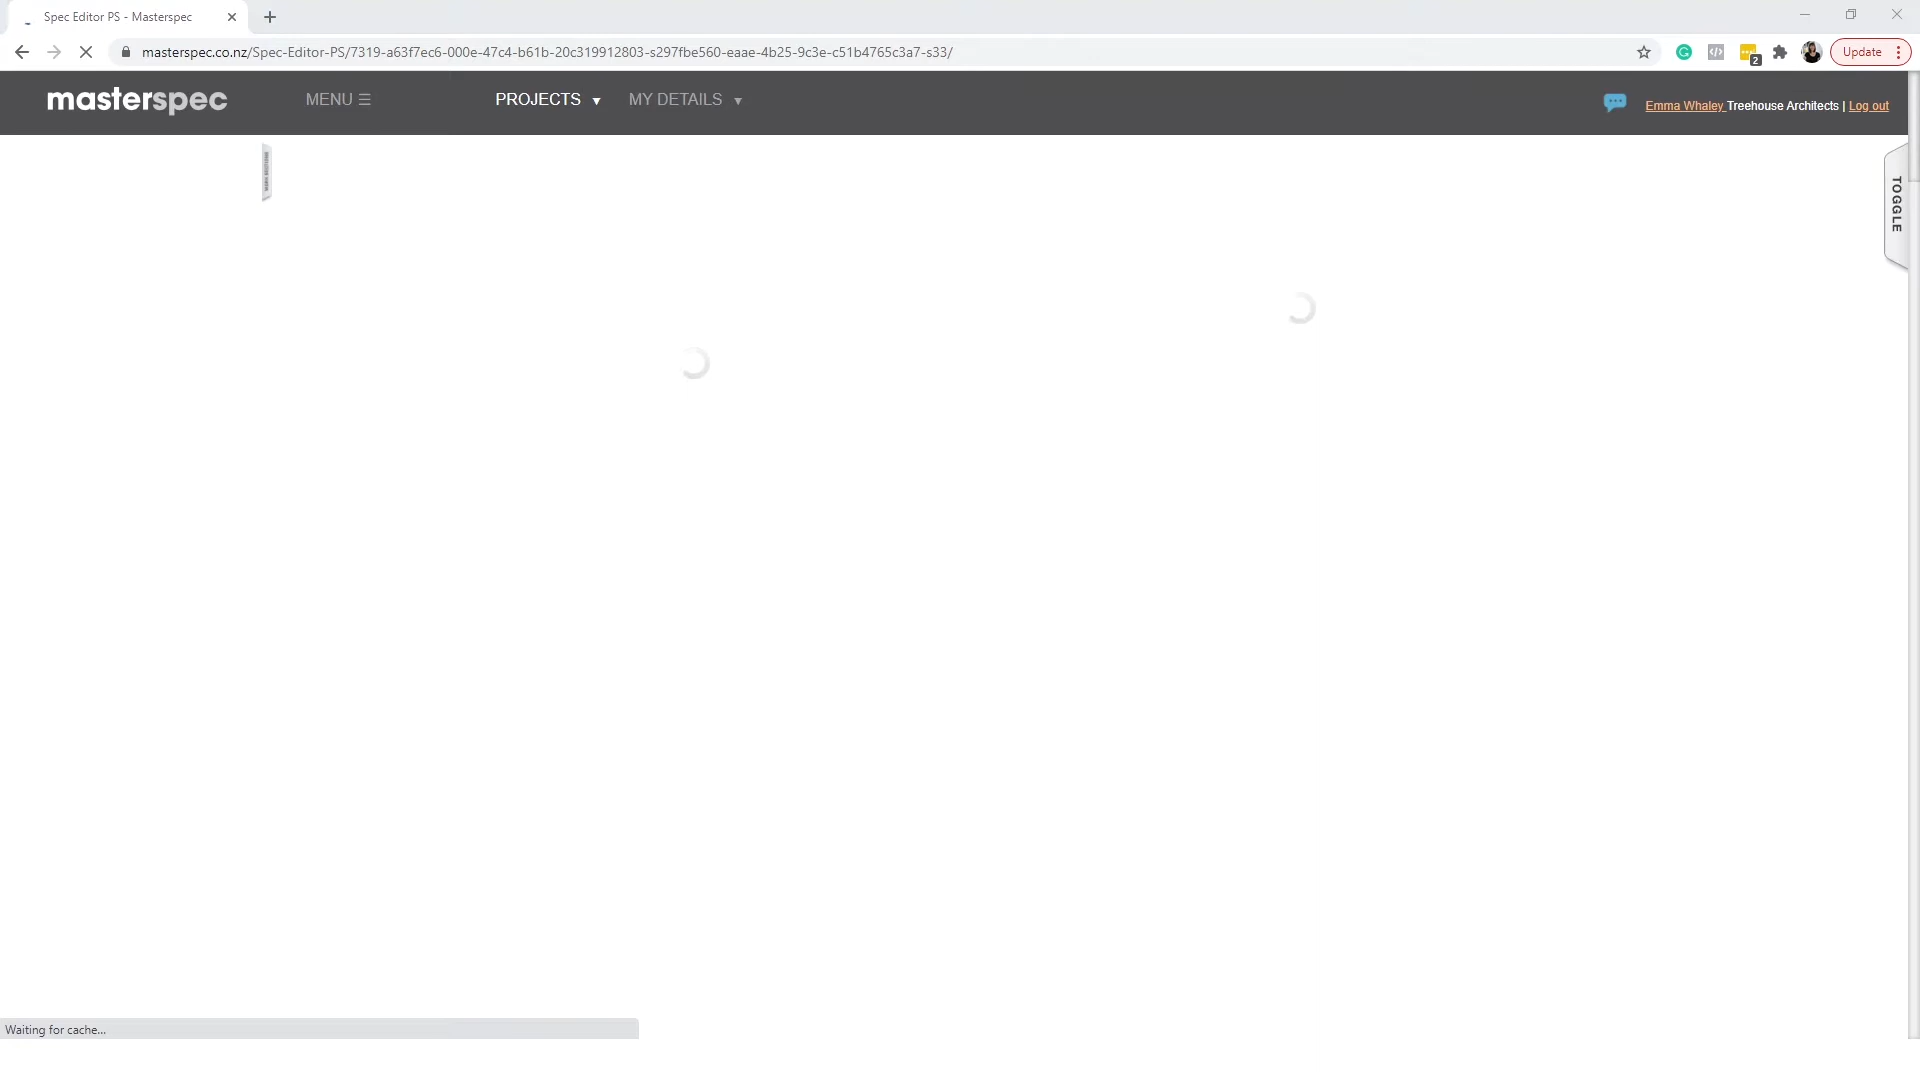 Spec Editor PS - Masterspec
masterspec.co.nz/Spec-Editor-PS/7319-a63f7ec6-000e-47c4-b61b-20c319912803-s297fbe560-eaae-4b25-9c3e-c51b4765c3a7-s33/
2
Update
masterspec
MENU ☰
PROJECTS ▼
MY DETAILS ▼
Emma Whaley Treehouse Architects | Log out
TOGGLE
Waiting for cache...